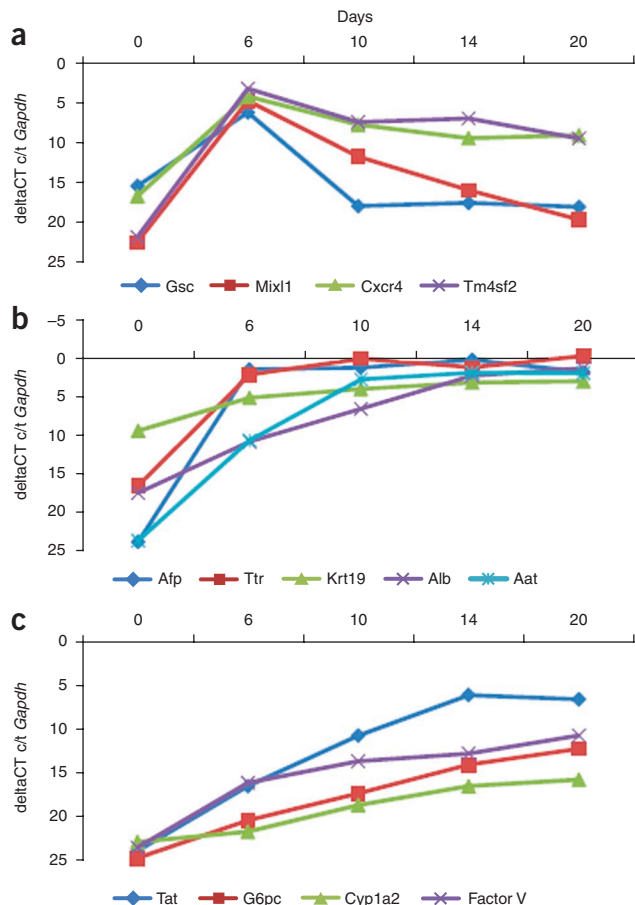 Days
a
0 6 10 14 20
0
5
10
15
20
25
deltaCT c/t Gapdh
Gsc Mixl1 Cxcr4 Tm4sf2
b
–5
0 6 10 14 20
0
5
10
15
20
25
deltaCT c/t Gapdh
Afp Ttr Krt19 Alb Aat
c
0 6 10 14 20
0
5
10
15
20
25
deltaCT c/t Gapdh
Tat G6pc Cyp1a2 Factor V